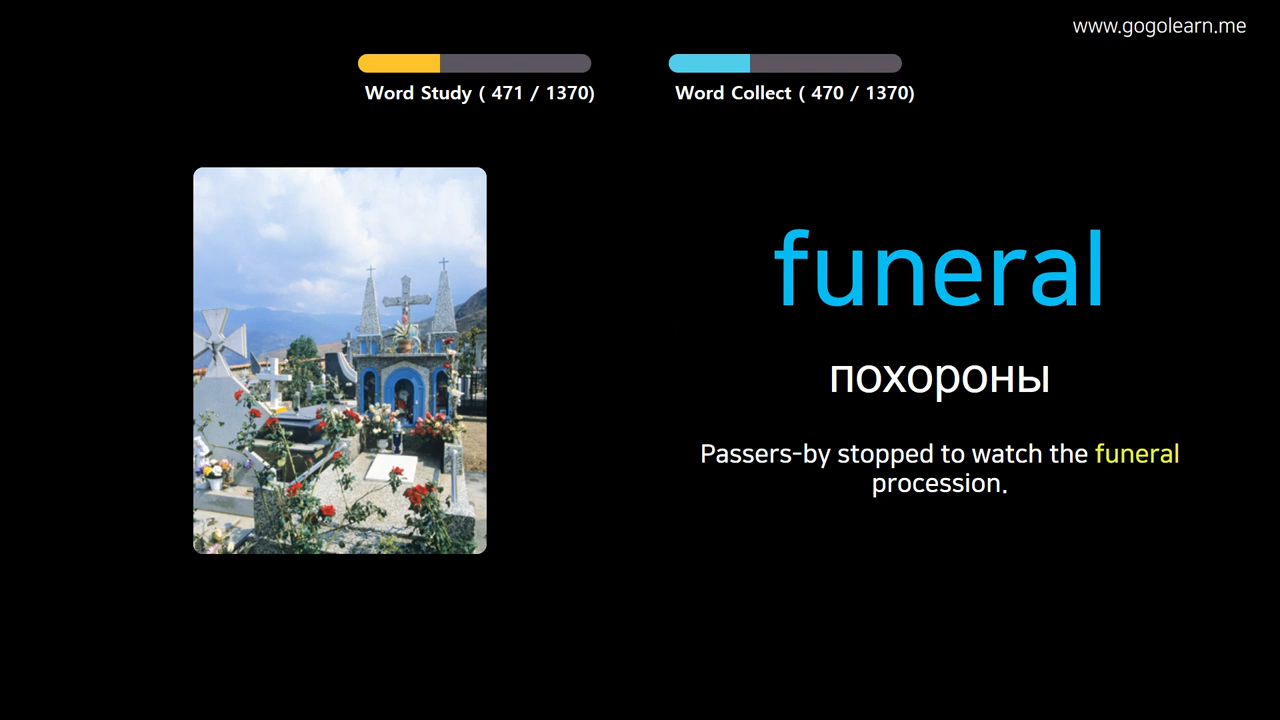 www.gogolearn.me
Word Study ( 471 / 1370)
Word Collect ( 470 / 1370)
funeral
похороны
Passers-by stopped to watch the funeral
procession.